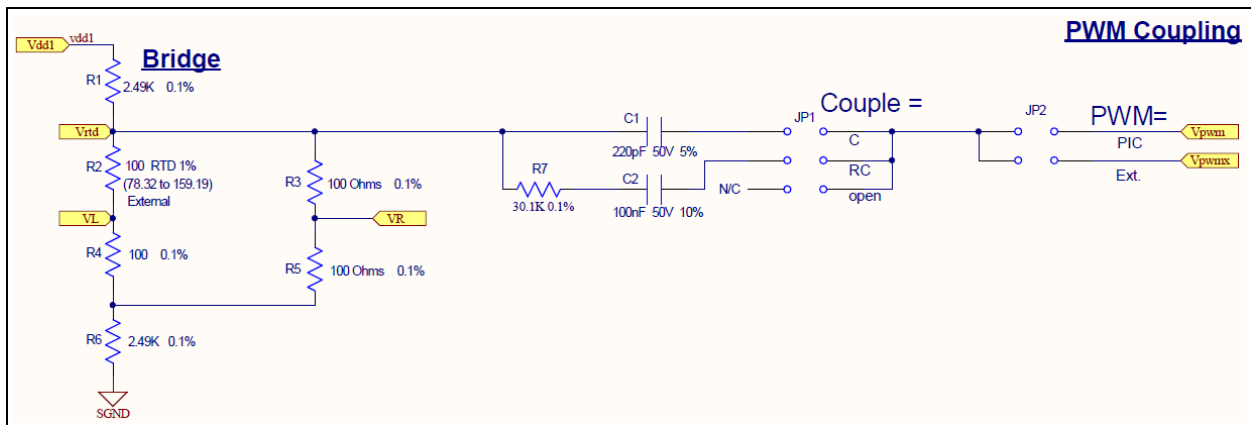 PWM Coupling
Vdd1
vdd1
Bridge
R1
2.49K 0.1%
Vrtd
R2
100 RTD 1%
(78.32 to 159.19)
External
R3
100 Ohms 0.1%
VL
VR
R4
100 0.1%
R5
100 Ohms 0.1%
R6
2.49K 0.1%
SGND
C1
220pF 50V 5%
R7
30.1K 0.1%
C2
100nF 50V 10%
N/C
JP1
Couple =
C
RC
open
JP2
PWM=
Vpwm
PIC
Vpwmx
Ext.